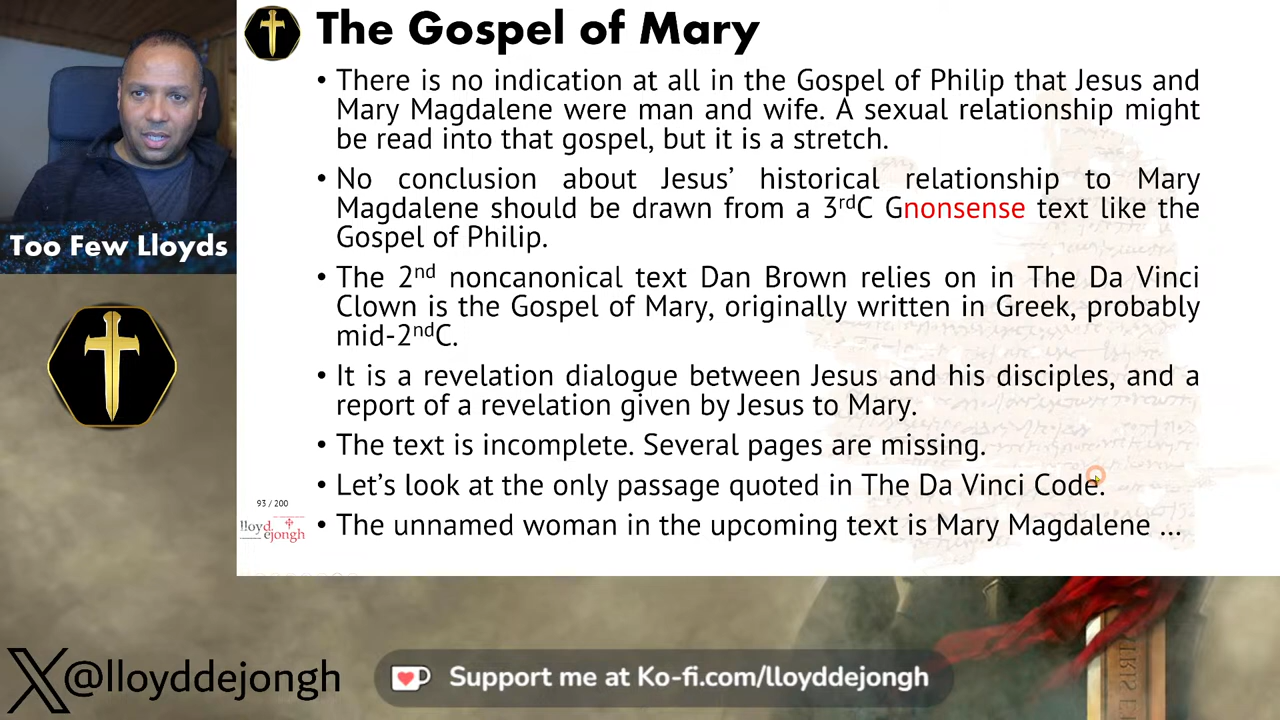 The Gospel of Mary
• There is no indication at all in the Gospel of Philip that Jesus and
Mary Magdalene were man and wife. A sexual relationship might
be read into that gospel, but it is a stretch.
• No conclusion about Jesus’ historical relationship to Mary
Magdalene should be drawn from a 3rdC Gnonsense text like the
Gospel of Philip.
• The 2nd noncanonical text Dan Brown relies on in The Da Vinci
Clown is the Gospel of Mary, originally written in Greek, probably
mid-2ndC.
• It is a revelation dialogue between Jesus and his disciples, and a
report of a revelation given by Jesus to Mary.
• The text is incomplete. Several pages are missing.
• Let’s look at the only passage quoted in The Da Vinci Code.
• The unnamed woman in the upcoming text is Mary Magdalene ...
Too Few Lloyds
93 / 200
lloyd
dejongh
X@lloyddejongh
Support me at Ko-fi.com/lloyddejongh